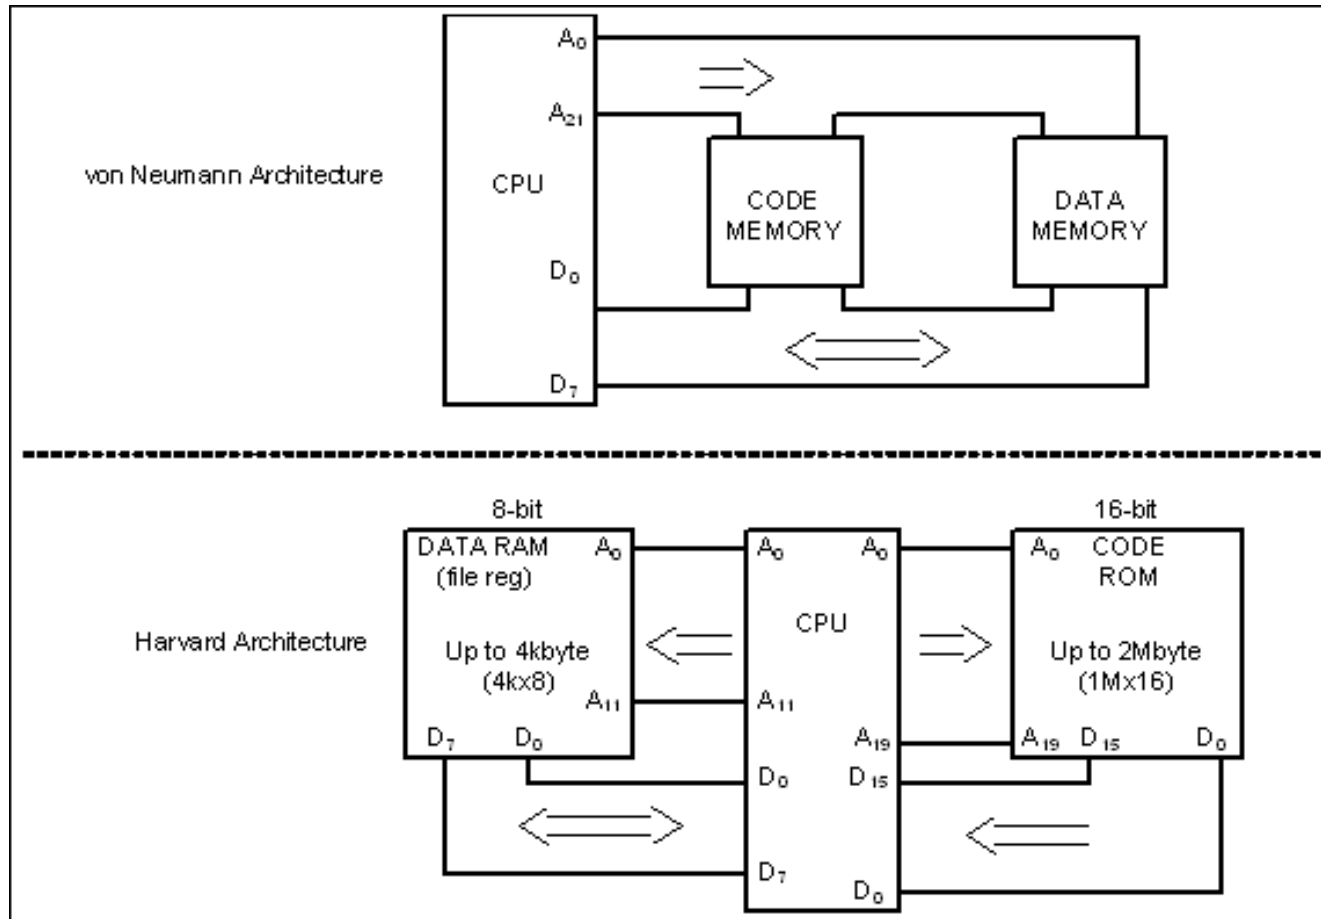 A0
A21
von Neumann Architecture
CPU
CODE
MEMORY
DATA
MEMORY
D0
D7
8-bit
16-bit
DATA RAM
(file reg)
A0
A0
A0
A0
CODE
ROM
CPU
Harvard Architecture
Up to 4kbyte
(4kx8)
Up to 2Mbyte
(1Mx16)
A11
A11
D7
D0
A19
A19
D15
D0
D0
D15
D7
D0